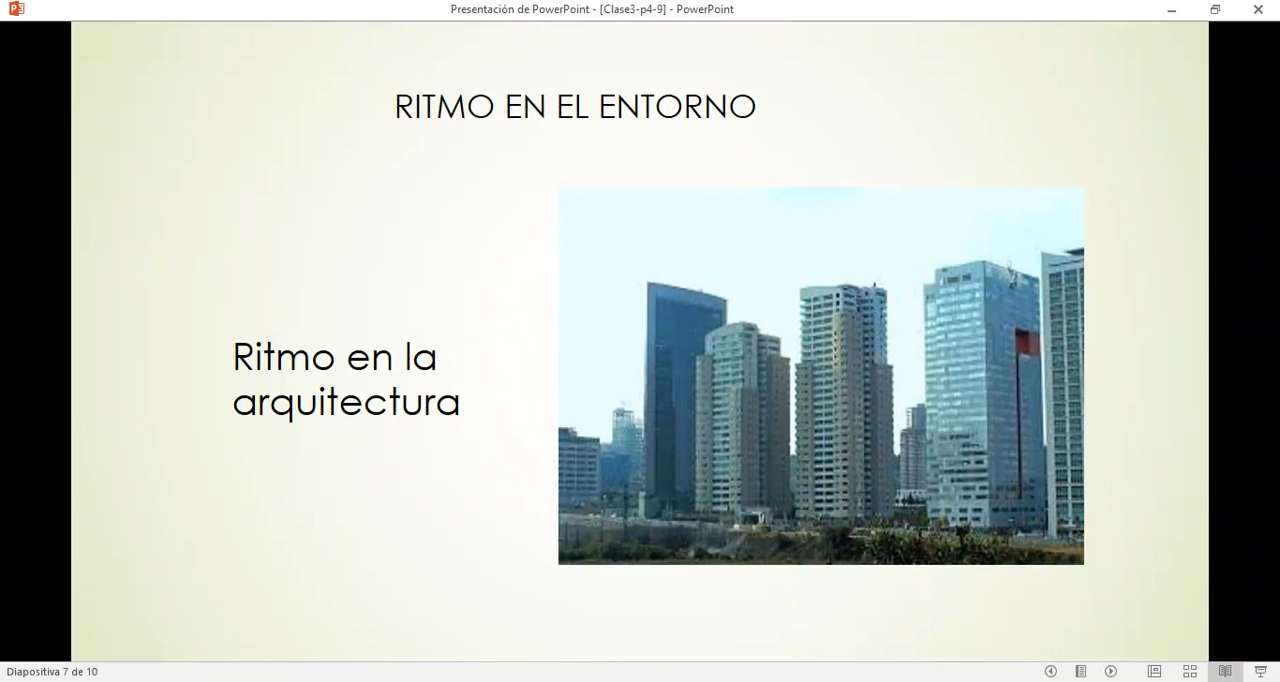 Presentación de PowerPoint - [Clase3-p4-9] - PowerPoint
RITMO EN EL ENTORNO
Ritmo en la
arquitectura
Diapositiva 7 de 10